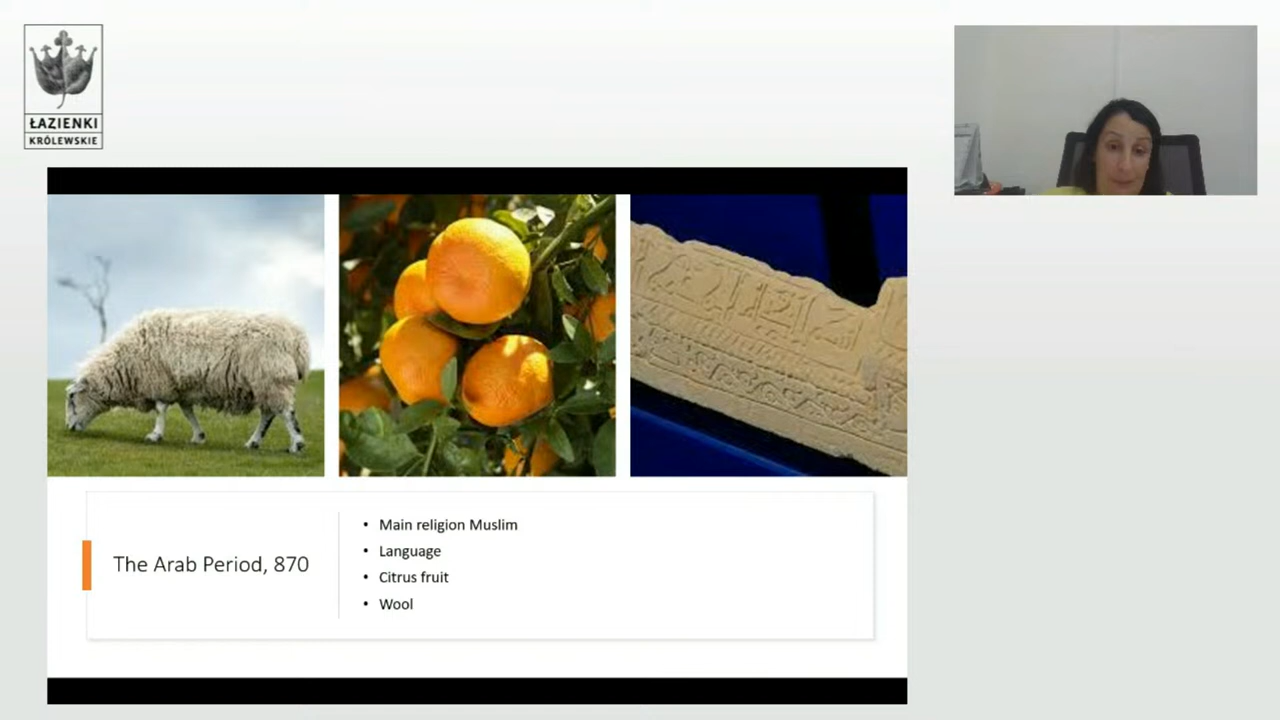 ŁAZIENKI
KRÓLEWSKIE
The Arab Period, 870
• Main religion Muslim
• Language
• Citrus fruit
• Wool